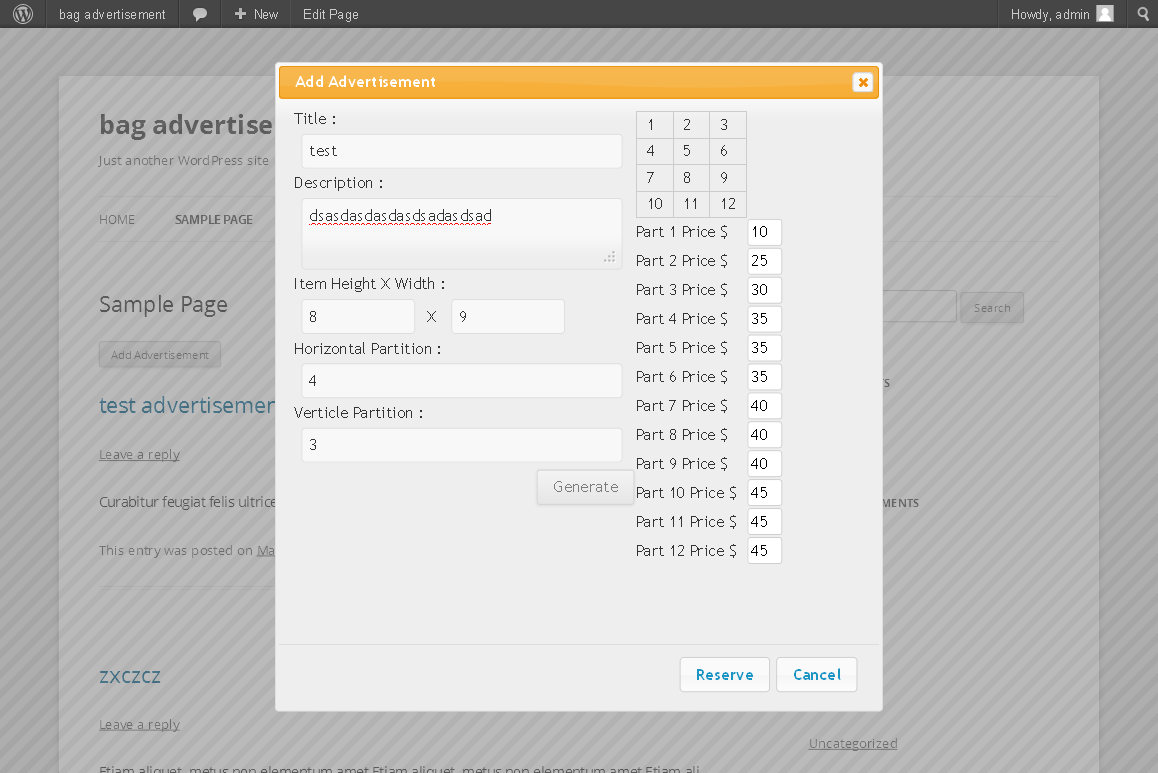 bag advertisement
New
Edit Page
Howdy, admin
bag advertise
Just another WordPress site
HOME
SAMPLE PAGE
Sample Page
Search
Add Advertisement
test advertisemen
Leave a reply
Curabitur feugiat felis ultrice
This entry was posted on Ma
zxczcz
Leave a reply
Etiam aliquet, metus non elementum amet Etiam aliquet, metus non elementum amet Etiam ali
TS
MENTS
Uncategorized
Add Advertisement
Title :
test
Description :
dsasdasdasdasdsadasdsad
Item Height X Width :
8 X 9
Horizontal Partition :
4
Verticle Partition :
3
Generate
1 2 3
4 5 6
7 8 9
10 11 12
Part 1 Price $ 10
Part 2 Price $ 25
Part 3 Price $ 30
Part 4 Price $ 35
Part 5 Price $ 35
Part 6 Price $ 35
Part 7 Price $ 40
Part 8 Price $ 40
Part 9 Price $ 40
Part 10 Price $ 45
Part 11 Price $ 45
Part 12 Price $ 45
Reserve
Cancel